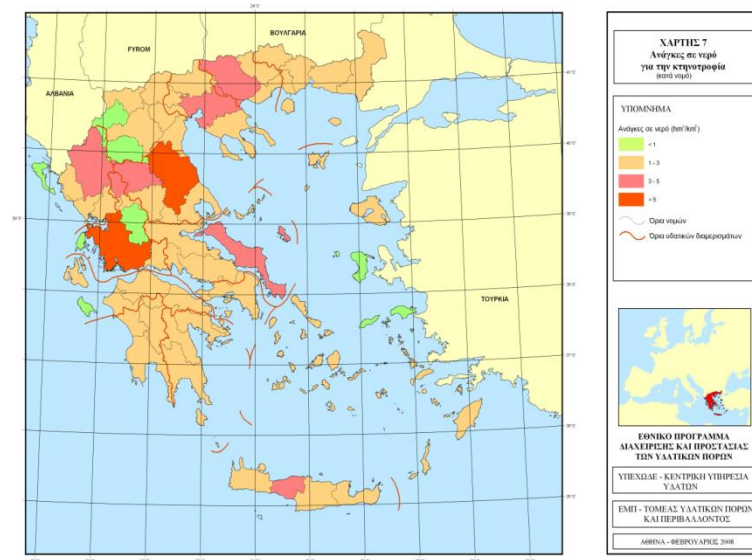 ΒΟΥΛΓΑΡΙΑ
FYROM
ΑΛΒΑΝΙΑ
ΤΟΥΡΚΙΑ
ΧΑΡΤΗΣ 7
Ανάγκες σε νερό
για την κτηνοτροφία
(κατά νομό)
ΥΠΟΜΝΗΜΑ
Ανάγκες σε νερό (hm³/km²)
< 1
1 - 3
3 - 5
> 5
Όρια νομών
Όρια υδατικών διαμερισμάτων
ΕΘΝΙΚΟ ΠΡΟΓΡΑΜΜΑ
ΔΙΑΧΕΙΡΙΣΗΣ ΚΑΙ ΠΡΟΣΤΑΣΙΑΣ
ΤΩΝ ΥΔΑΤΙΚΩΝ ΠΟΡΩΝ
ΥΠΕΧΩΔΕ - ΚΕΝΤΡΙΚΗ ΥΠΗΡΕΣΙΑ
ΥΔΑΤΩΝ
ΕΜΠ - ΤΟΜΕΑΣ ΥΔΑΤΙΚΩΝ ΠΟΡΩΝ
ΚΑΙ ΠΕΡΙΒΑΛΛΟΝΤΟΣ
ΑΘΗΝΑ - ΦΕΒΡΟΥΑΡΙΟΣ 2008